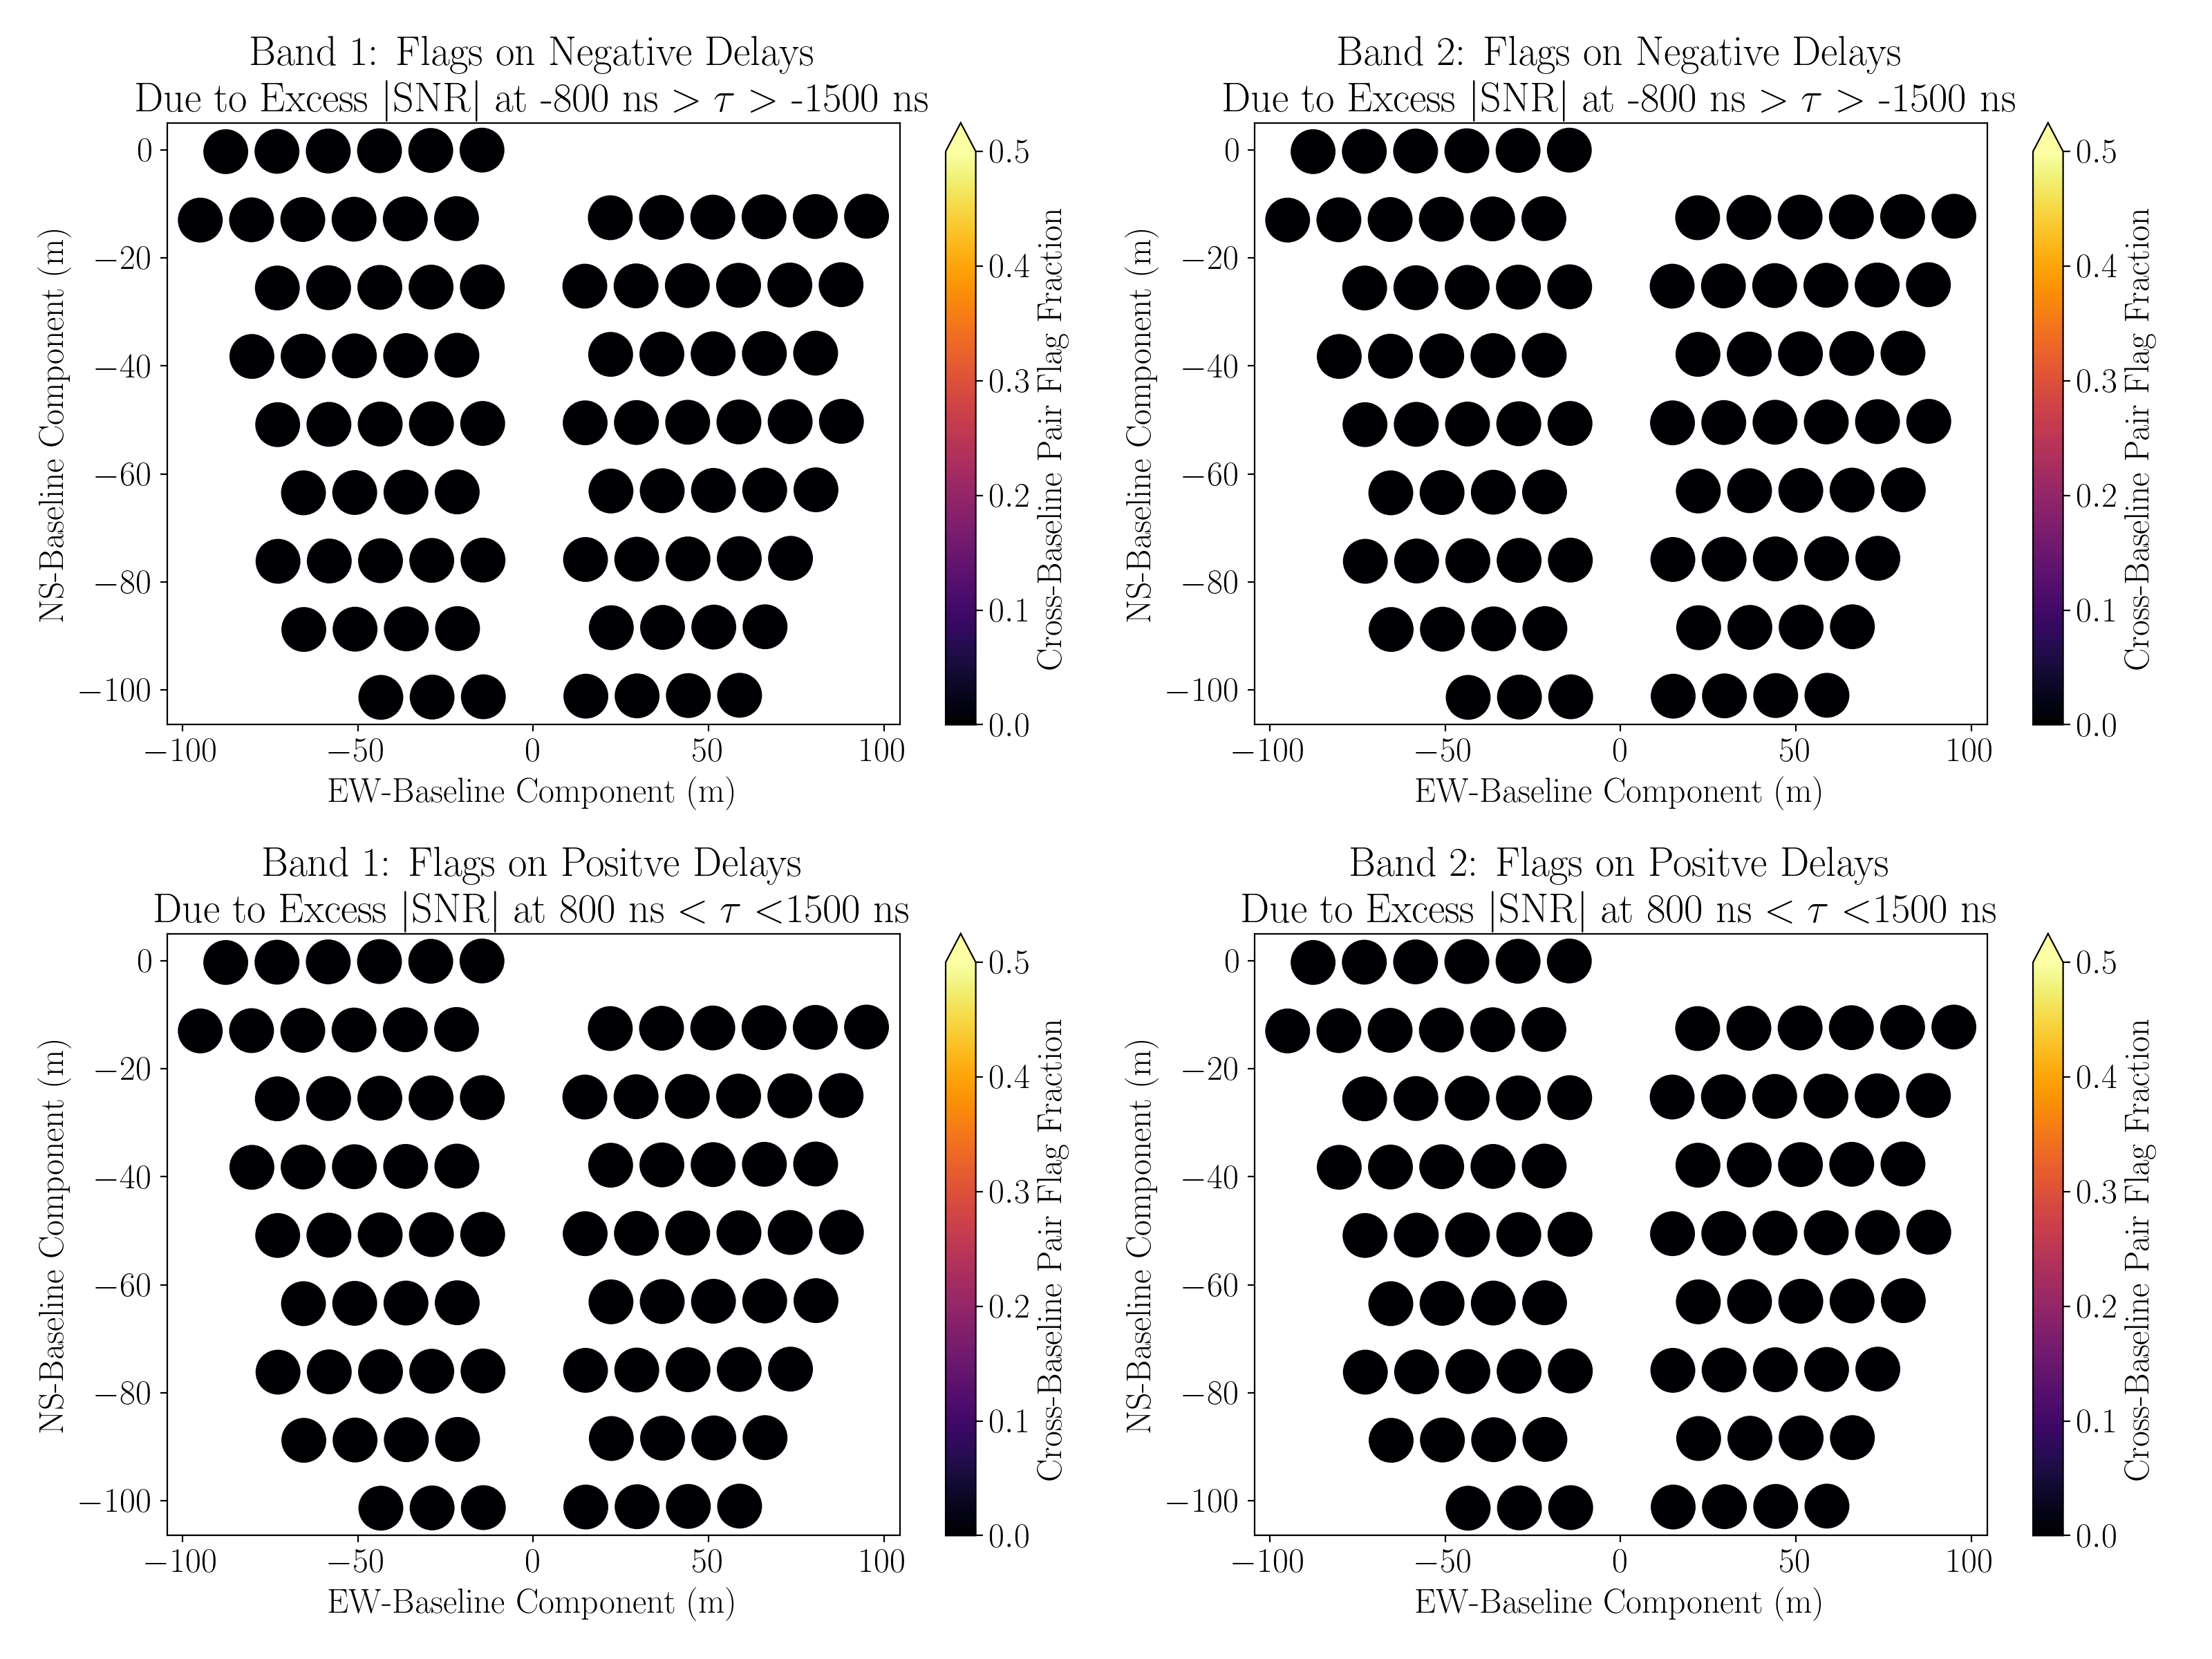 Band 1: Flags on Negative Delays
Due to Excess |SNR| at -800 ns > τ > -1500 ns
0
−20
−40
−60
−80
−100
NS-Baseline Component (m)
−100 −50 0 50 100
EW-Baseline Component (m)
0.5
0.4
0.3
0.2
0.1
0.0
Cross-Baseline Pair Flag Fraction
Band 2: Flags on Negative Delays
Due to Excess |SNR| at -800 ns > τ > -1500 ns
0
−20
−40
−60
−80
−100
NS-Baseline Component (m)
−100 −50 0 50 100
EW-Baseline Component (m)
0.5
0.4
0.3
0.2
0.1
0.0
Cross-Baseline Pair Flag Fraction
Band 1: Flags on Positve Delays
Due to Excess |SNR| at 800 ns < τ <1500 ns
0
−20
−40
−60
−80
−100
NS-Baseline Component (m)
−100 −50 0 50 100
EW-Baseline Component (m)
0.5
0.4
0.3
0.2
0.1
0.0
Cross-Baseline Pair Flag Fraction
Band 2: Flags on Positve Delays
Due to Excess |SNR| at 800 ns < τ <1500 ns
0
−20
−40
−60
−80
−100
NS-Baseline Component (m)
−100 −50 0 50 100
EW-Baseline Component (m)
0.5
0.4
0.3
0.2
0.1
0.0
Cross-Baseline Pair Flag Fraction